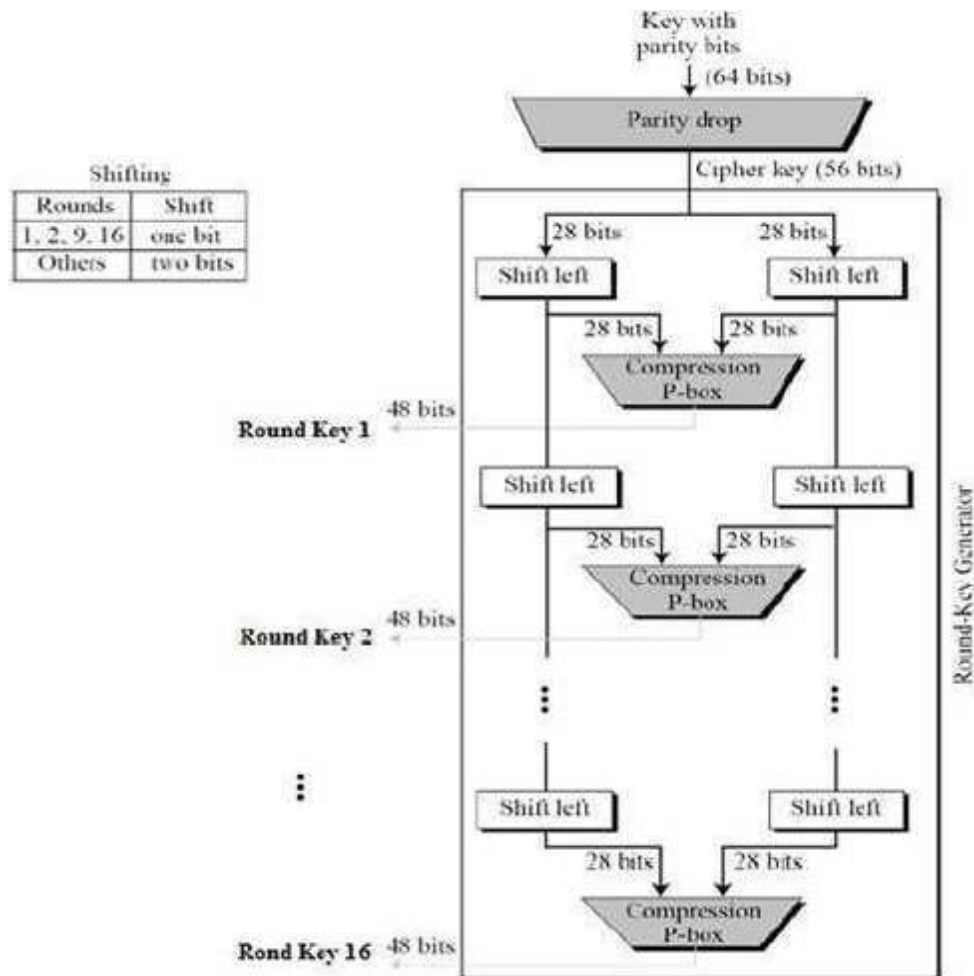 Key with
parity bits
(64 bits)
Parity drop
Cipher key (56 bits)
Shifting
Rounds Shift
1, 2, 9, 16 one bit
Others two bits
28 bits 28 bits
Shift left Shift left
28 bits 28 bits
Compression
P-box
48 bits
Round Key 1
Shift left Shift left
28 bits 28 bits
Compression
P-box
48 bits
Round Key 2
Round-Key Generator
Shift left Shift left
28 bits 28 bits
Compression
P-box
48 bits
Rond Key 16